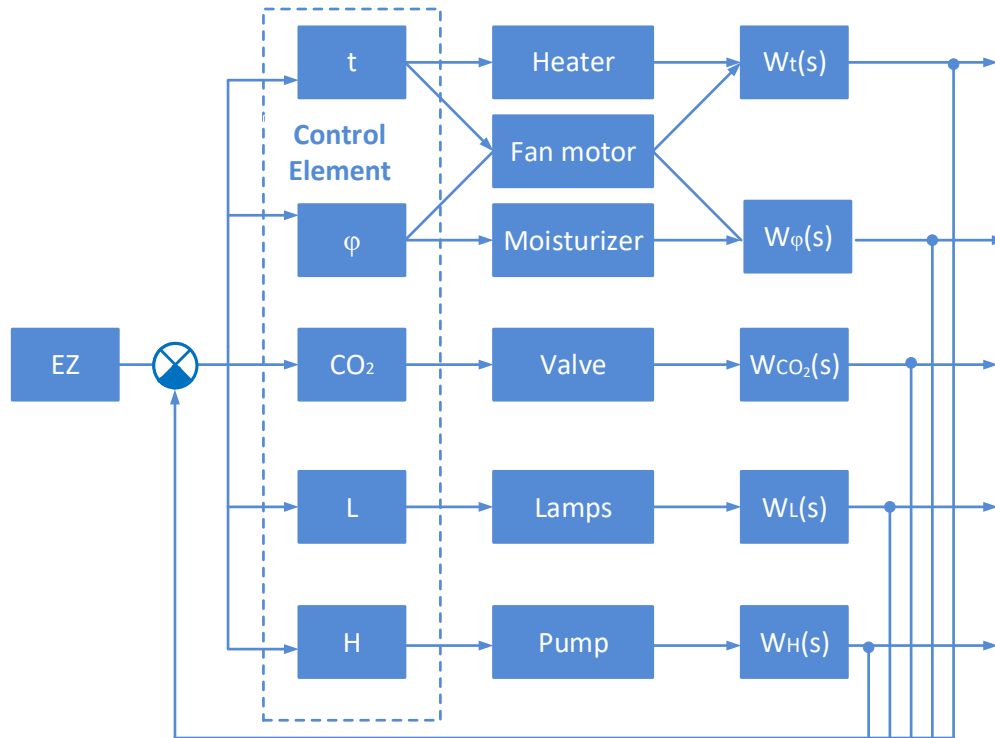 t
Heater
Wt(s)
Control
Element
Fan motor
φ
Moisturizer
Wφ(s)
EZ
CO₂
Valve
WCO₂(s)
L
Lamps
WL(s)
H
Pump
WH(s)